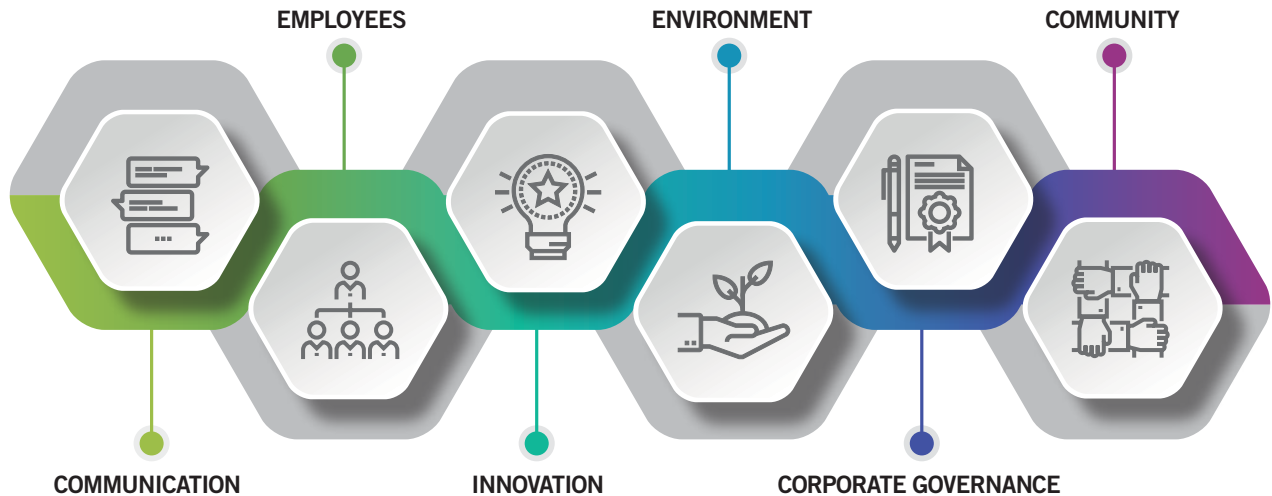 EMPLOYEES
ENVIRONMENT
COMMUNITY
COMMUNICATION
INNOVATION
CORPORATE GOVERNANCE